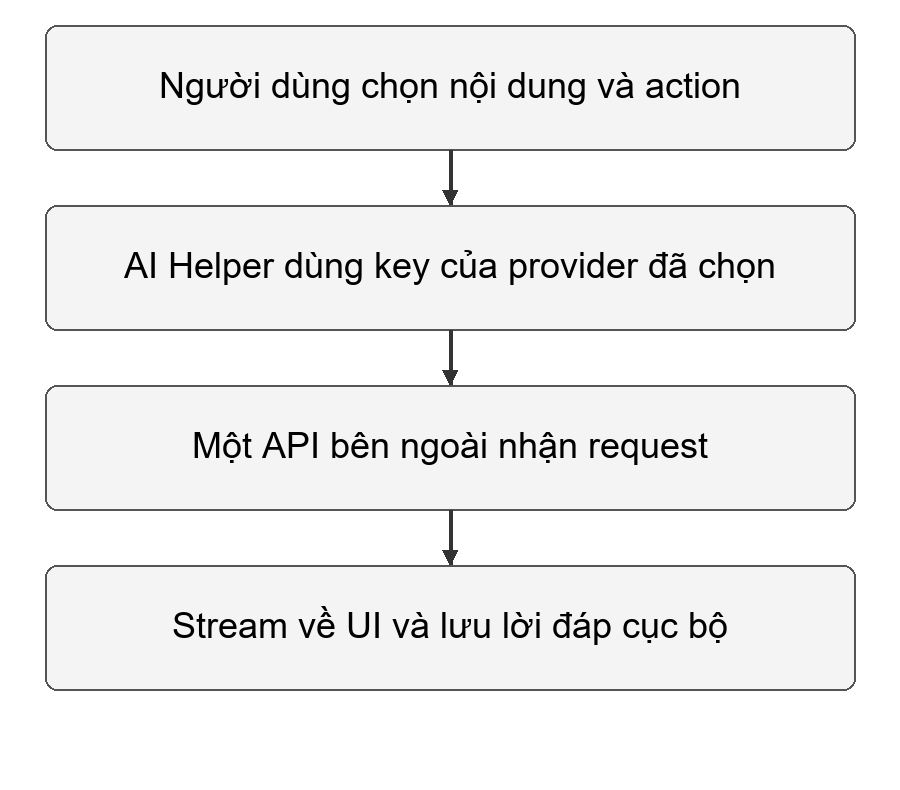 Người dùng chọn nội dung và action
AI Helper dùng key của provider đã chọn
Một API bên ngoài nhận request
Stream về UI và lưu lời đáp cục bộ